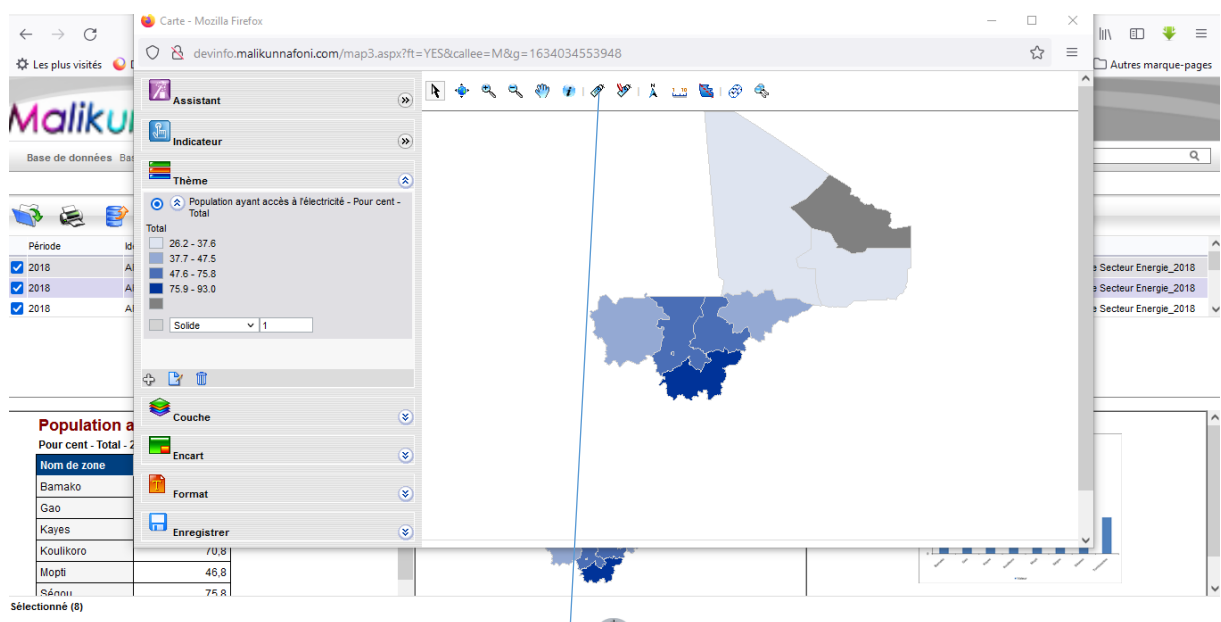 Carte - Mozilla Firefox
devinfo.malikunnafoni.com/map3.aspx?ft=YES&callee=M&g=1634034553948
Les plus visités
Autres marque-pages
Maliku
Base de données
Assistant
Indicateur
Thème
Population ayant accès à l'électricité - Pour cent -
Total
Total
26.2 - 37.6
37.7 - 47.5
47.6 - 75.8
75.9 - 93.0
Solide
1
Couche
Encart
Format
Enregistrer
Période
2018
2018
2018
e Secteur Energie_2018
e Secteur Energie_2018
e Secteur Energie_2018
Population a
Pour cent - Total - 2
Nom de zone
Bamako
Gao
Kayes
Koulikoro 70,8
Mopti 46,8
Ségou 75,8
Sélectionné (8)